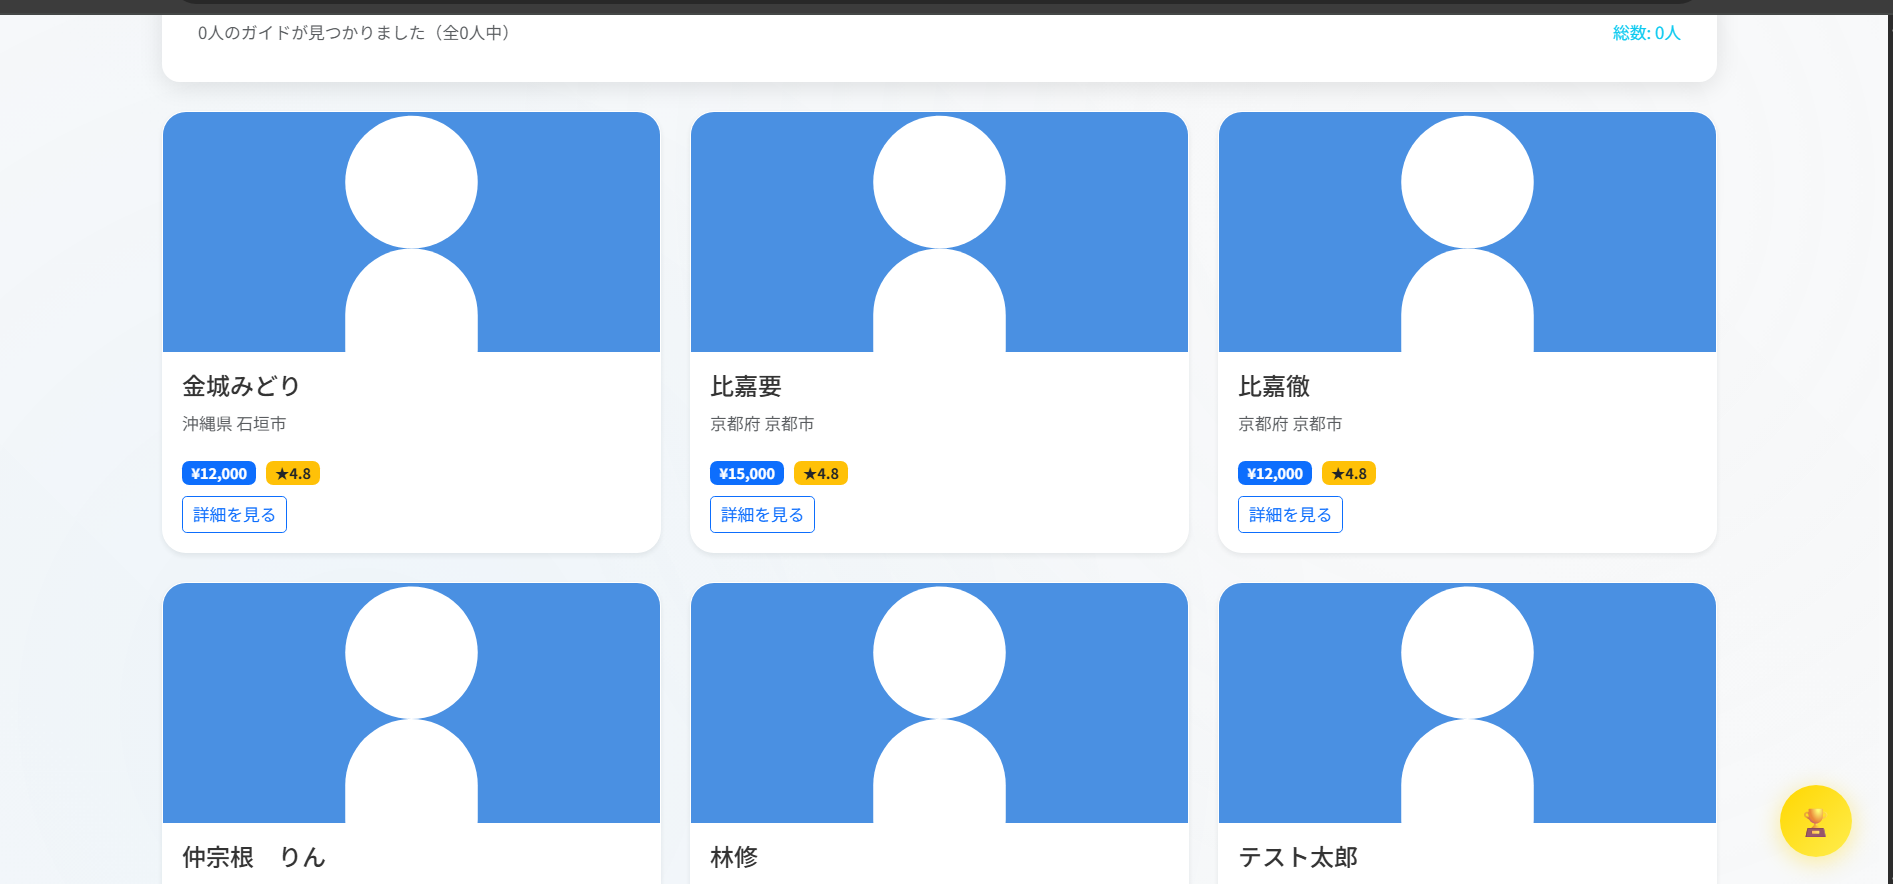 0人のガイドが見つかりました（全0人中）
総数: 0人
金城みどり
沖縄県 石垣市
¥12,000
★4.8
詳細を見る
比嘉要
京都府 京都市
¥15,000
★4.8
詳細を見る
比嘉徹
京都府 京都市
¥12,000
★4.8
詳細を見る
仲宗根　りん
林修
テスト太郎